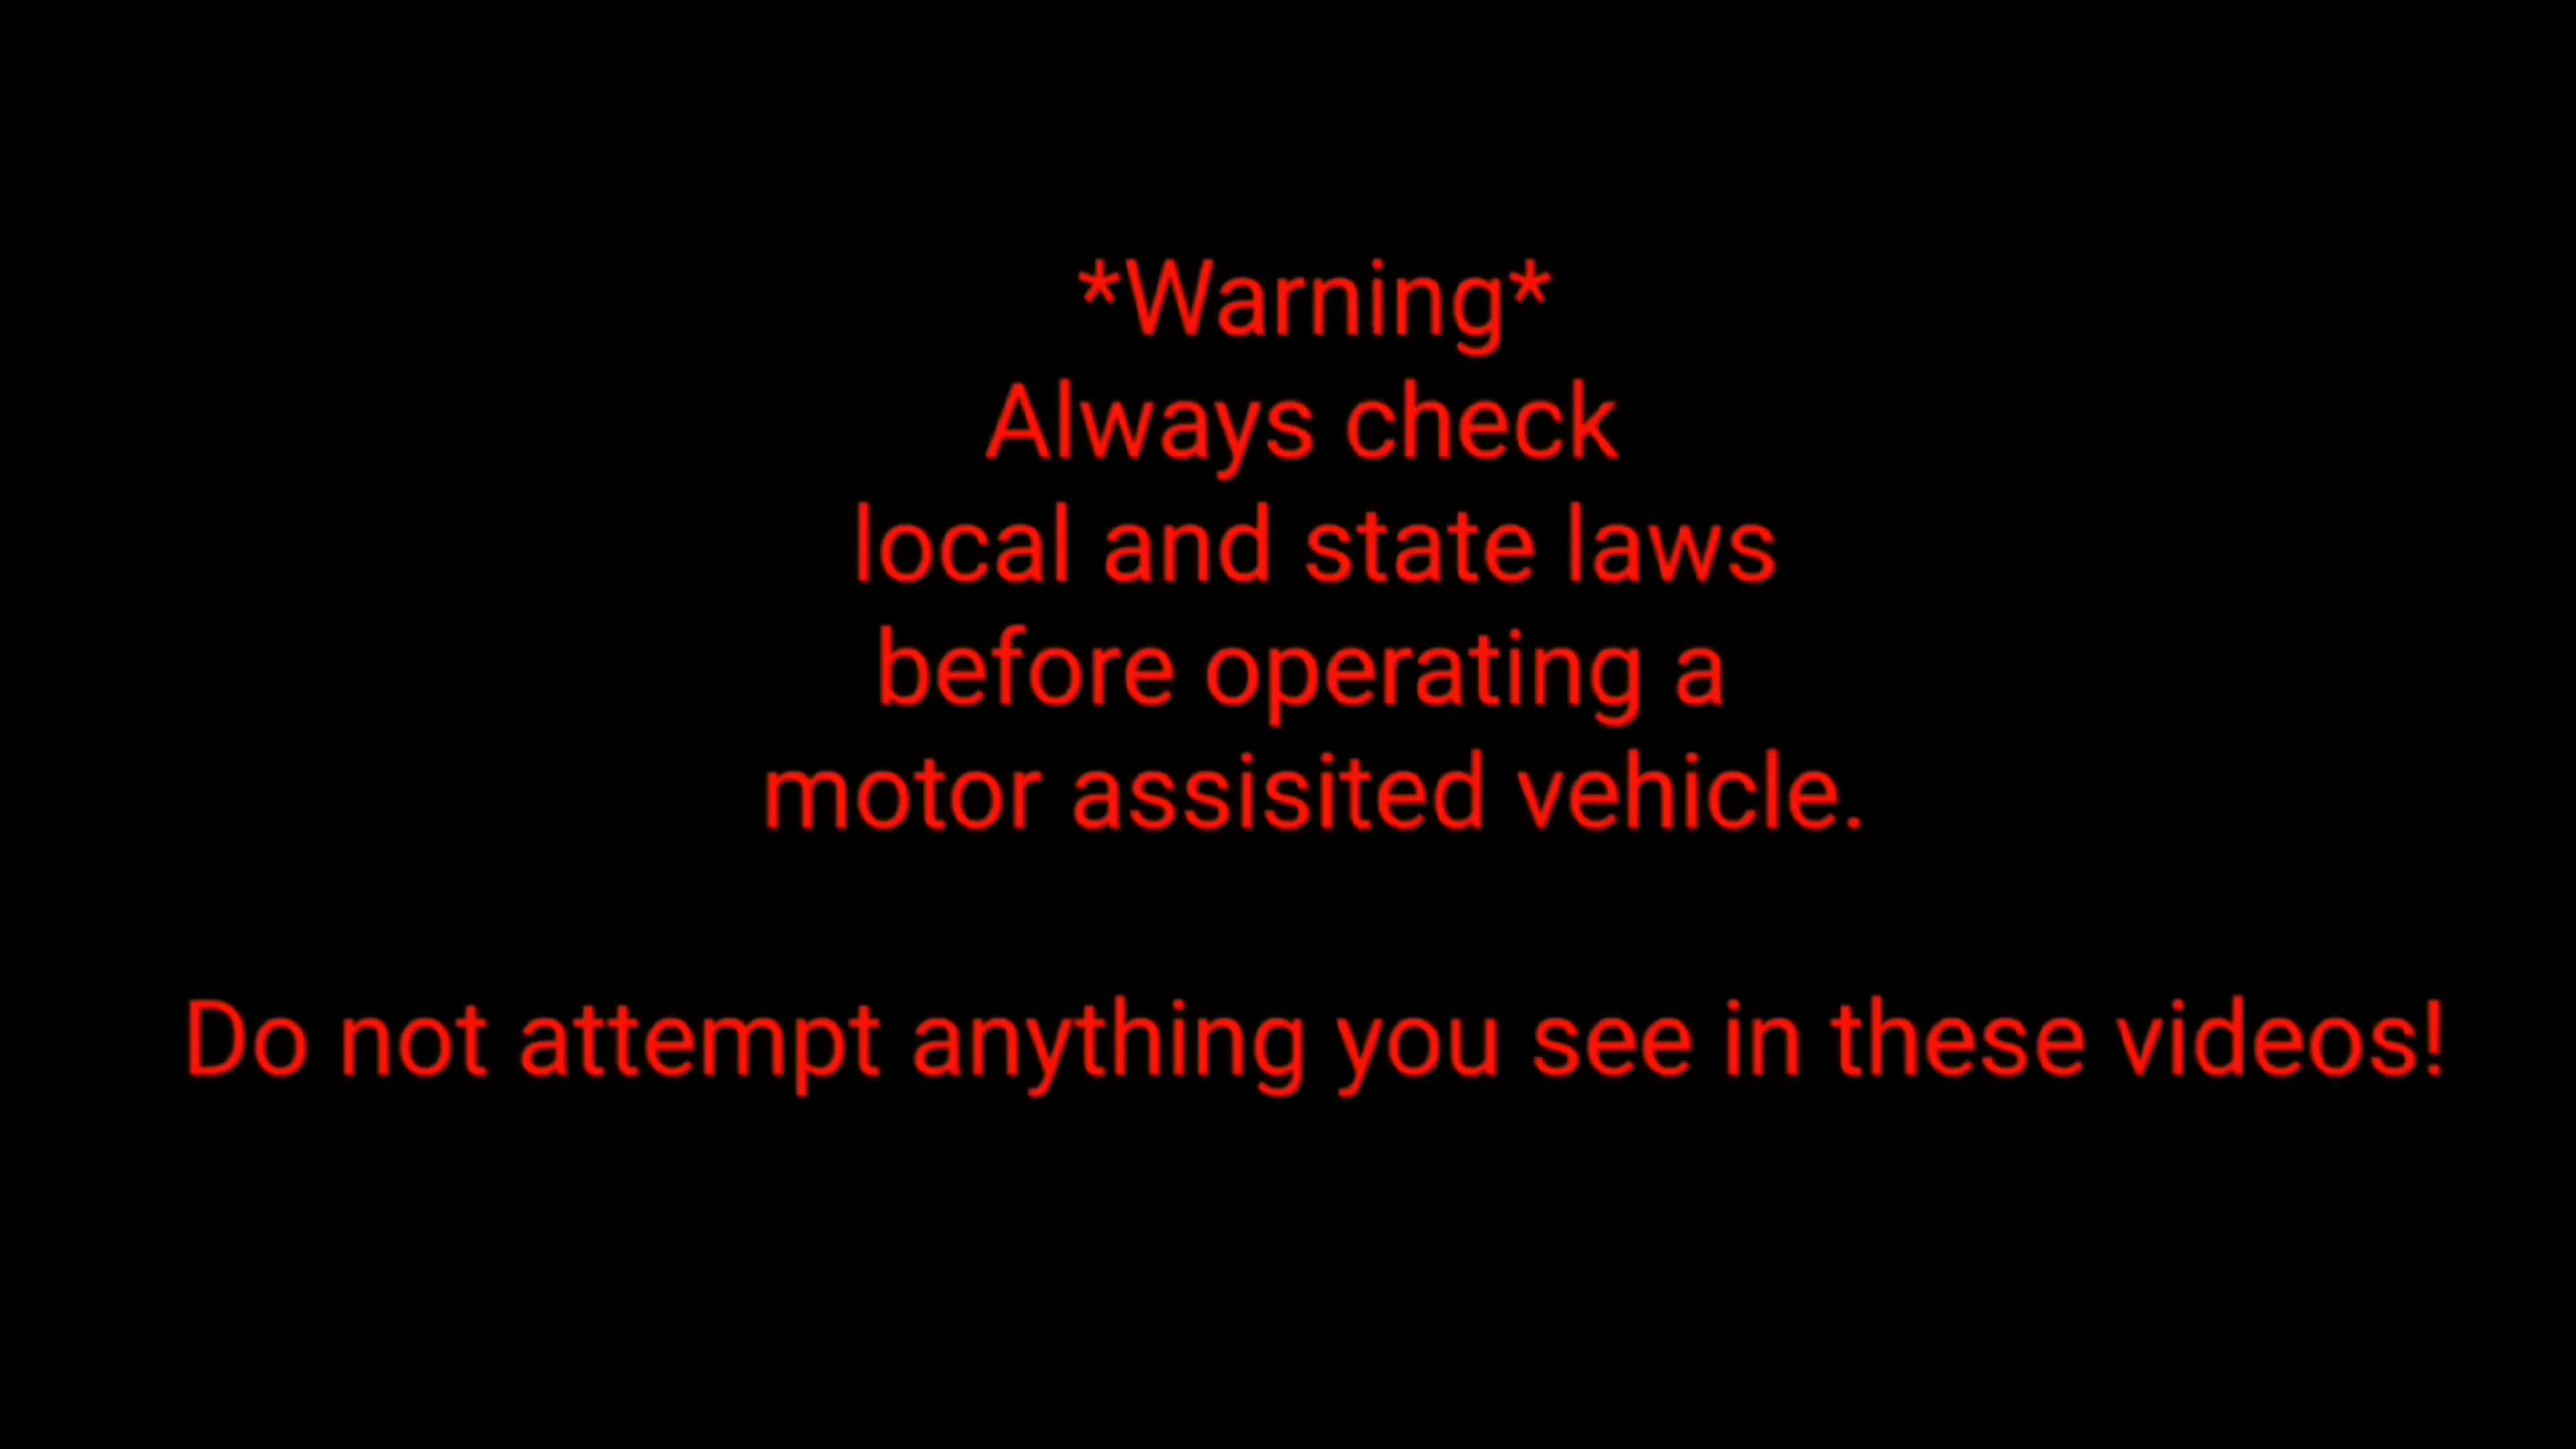 *Warning*
Always check
local and state laws
before operating a
motor assisited vehicle.
Do not attempt anything you see in these videos!